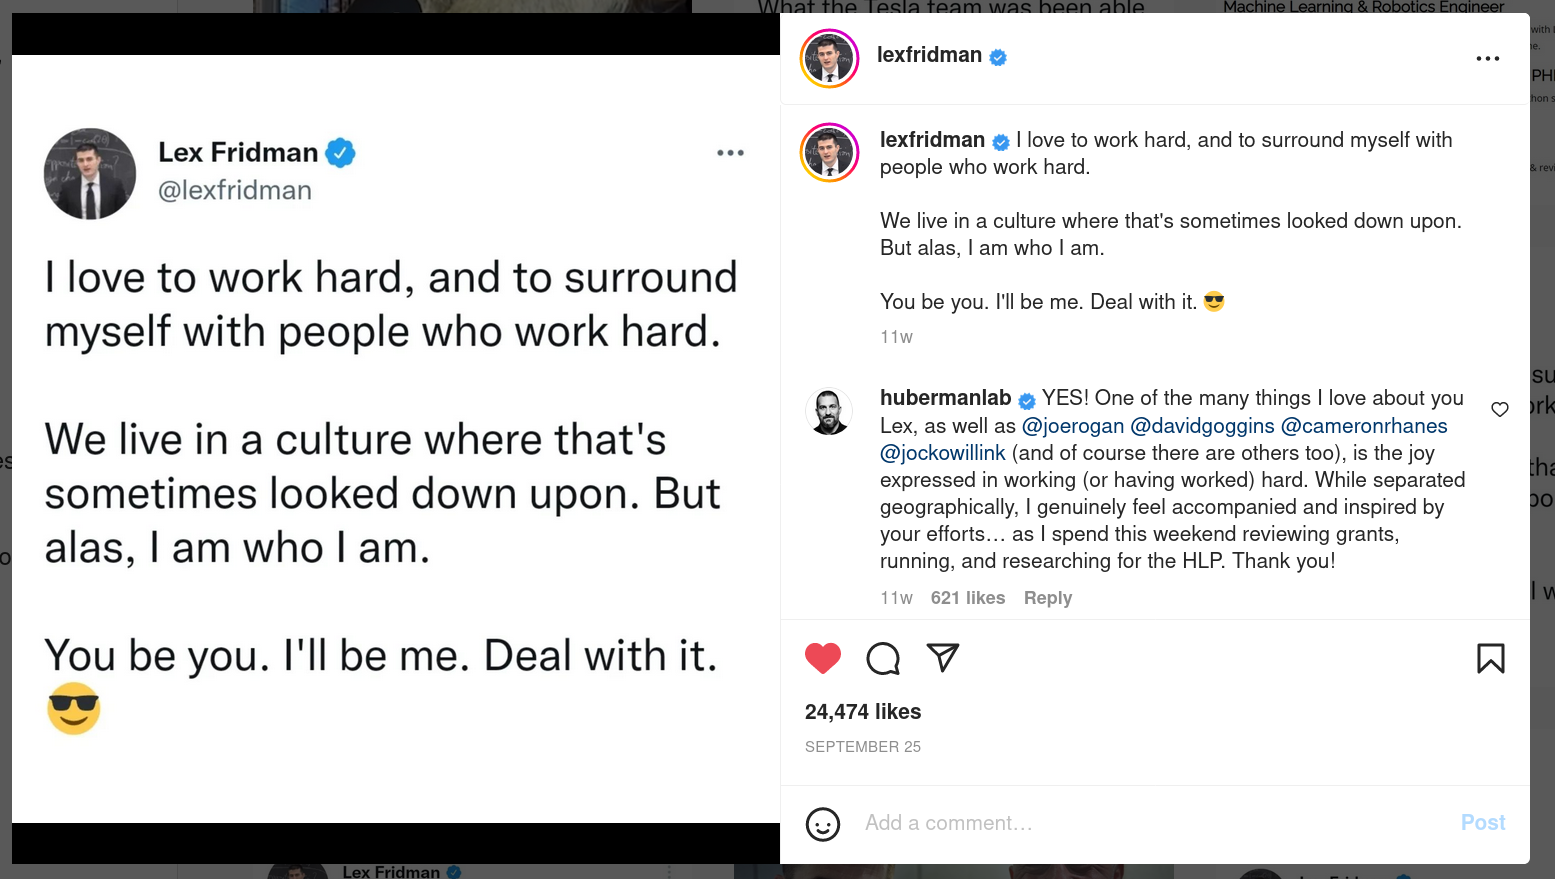 What the Tesla team was been able
Machine Learning & Robotics Engineer
Lex Fridman
@lexfridman
I love to work hard, and to surround
myself with people who work hard.
We live in a culture where that's
sometimes looked down upon. But
alas, I am who I am.
You be you. I'll be me. Deal with it.
😎
lexfridman
lexfridman I love to work hard, and to surround myself with
people who work hard.
We live in a culture where that's sometimes looked down upon.
But alas, I am who I am.
You be you. I'll be me. Deal with it. 😎
11w
hubermanlab YES! One of the many things I love about you
Lex, as well as @joerogan @davidgoggins @cameronrhanes
@jockowillink (and of course there are others too), is the joy
expressed in working (or having worked) hard. While separated
geographically, I genuinely feel accompanied and inspired by
your efforts… as I spend this weekend reviewing grants,
running, and researching for the HLP. Thank you!
11w 621 likes Reply
24,474 likes
SEPTEMBER 25
Add a comment…
Post
Lex Fridman